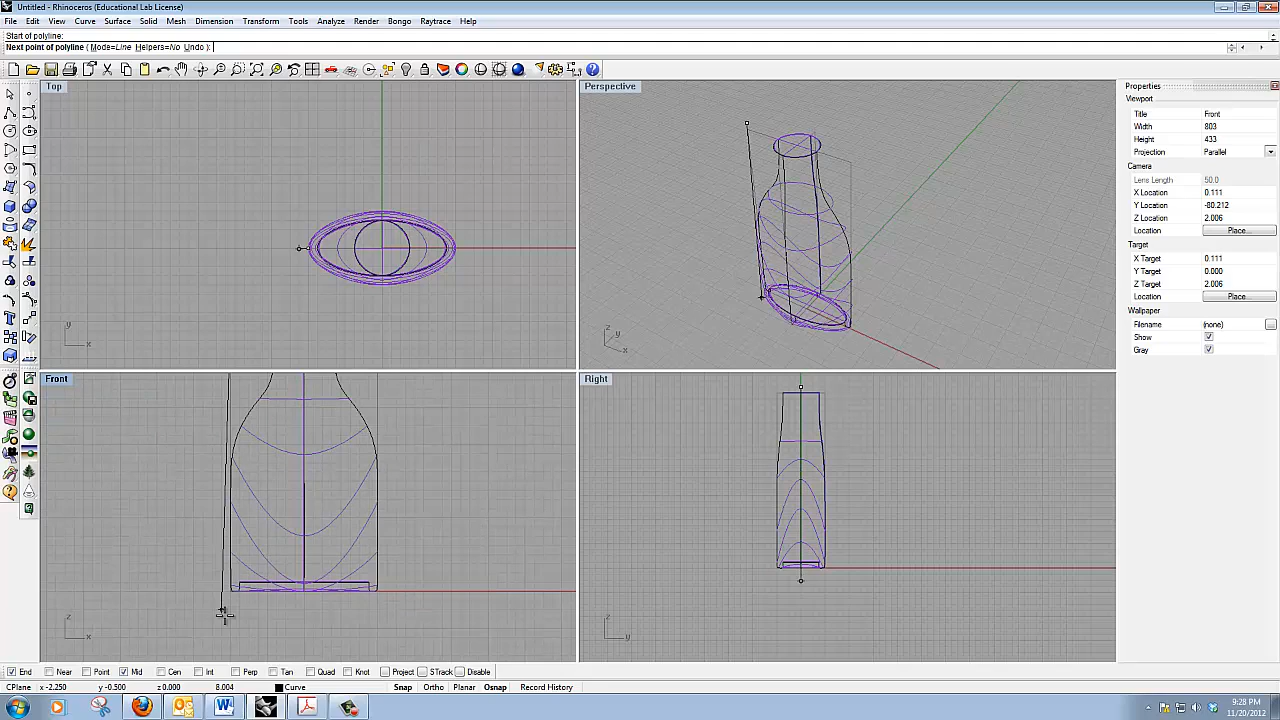 Untitled - Rhinoceros (Educational Lab License)
File Edit View Curve Surface Solid Mesh Dimension Transform Tools Analyze Render Bongo Raytrace Help
Start of polyline:
Next point of polyline ( Mode=Line Helpers=No Undo ):
Top
Perspective
Front
Right
y
x
z
y
x
z
x
z
y
Properties
Viewport
Title Front
Width 803
Height 433
Projection Parallel
Camera
Lens Length 50.0
X Location 0.111
Y Location -80.212
Z Location 2.006
Location Place...
Target
X Target 0.111
Y Target 0.000
Z Target 2.006
Location Place...
Wallpaper
Filename (none)
Show
Gray
End Near Point Mid Cen Int Perp Tan Quad Knot Project STrack Disable
CPlane x -2.250 y -0.500 z 0.000 8.004 Curve Snap Ortho Planar Osnap Record History
9:28 PM
11/20/2012